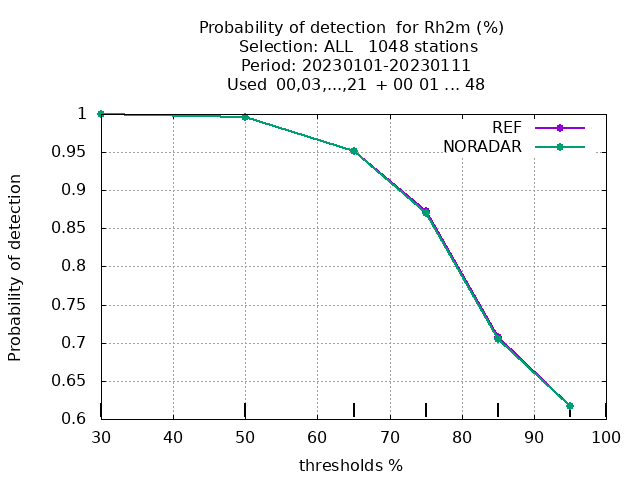 Probability of detection  for Rh2m (%)
Selection: ALL   1048 stations
Period: 20230101-20230111
Used  00,03,...,21  + 00 01 ... 48
REF
NORADAR
Probability of detection
1
0.95
0.9
0.85
0.8
0.75
0.7
0.65
0.6
30 40 50 60 70 80 90 100
thresholds %